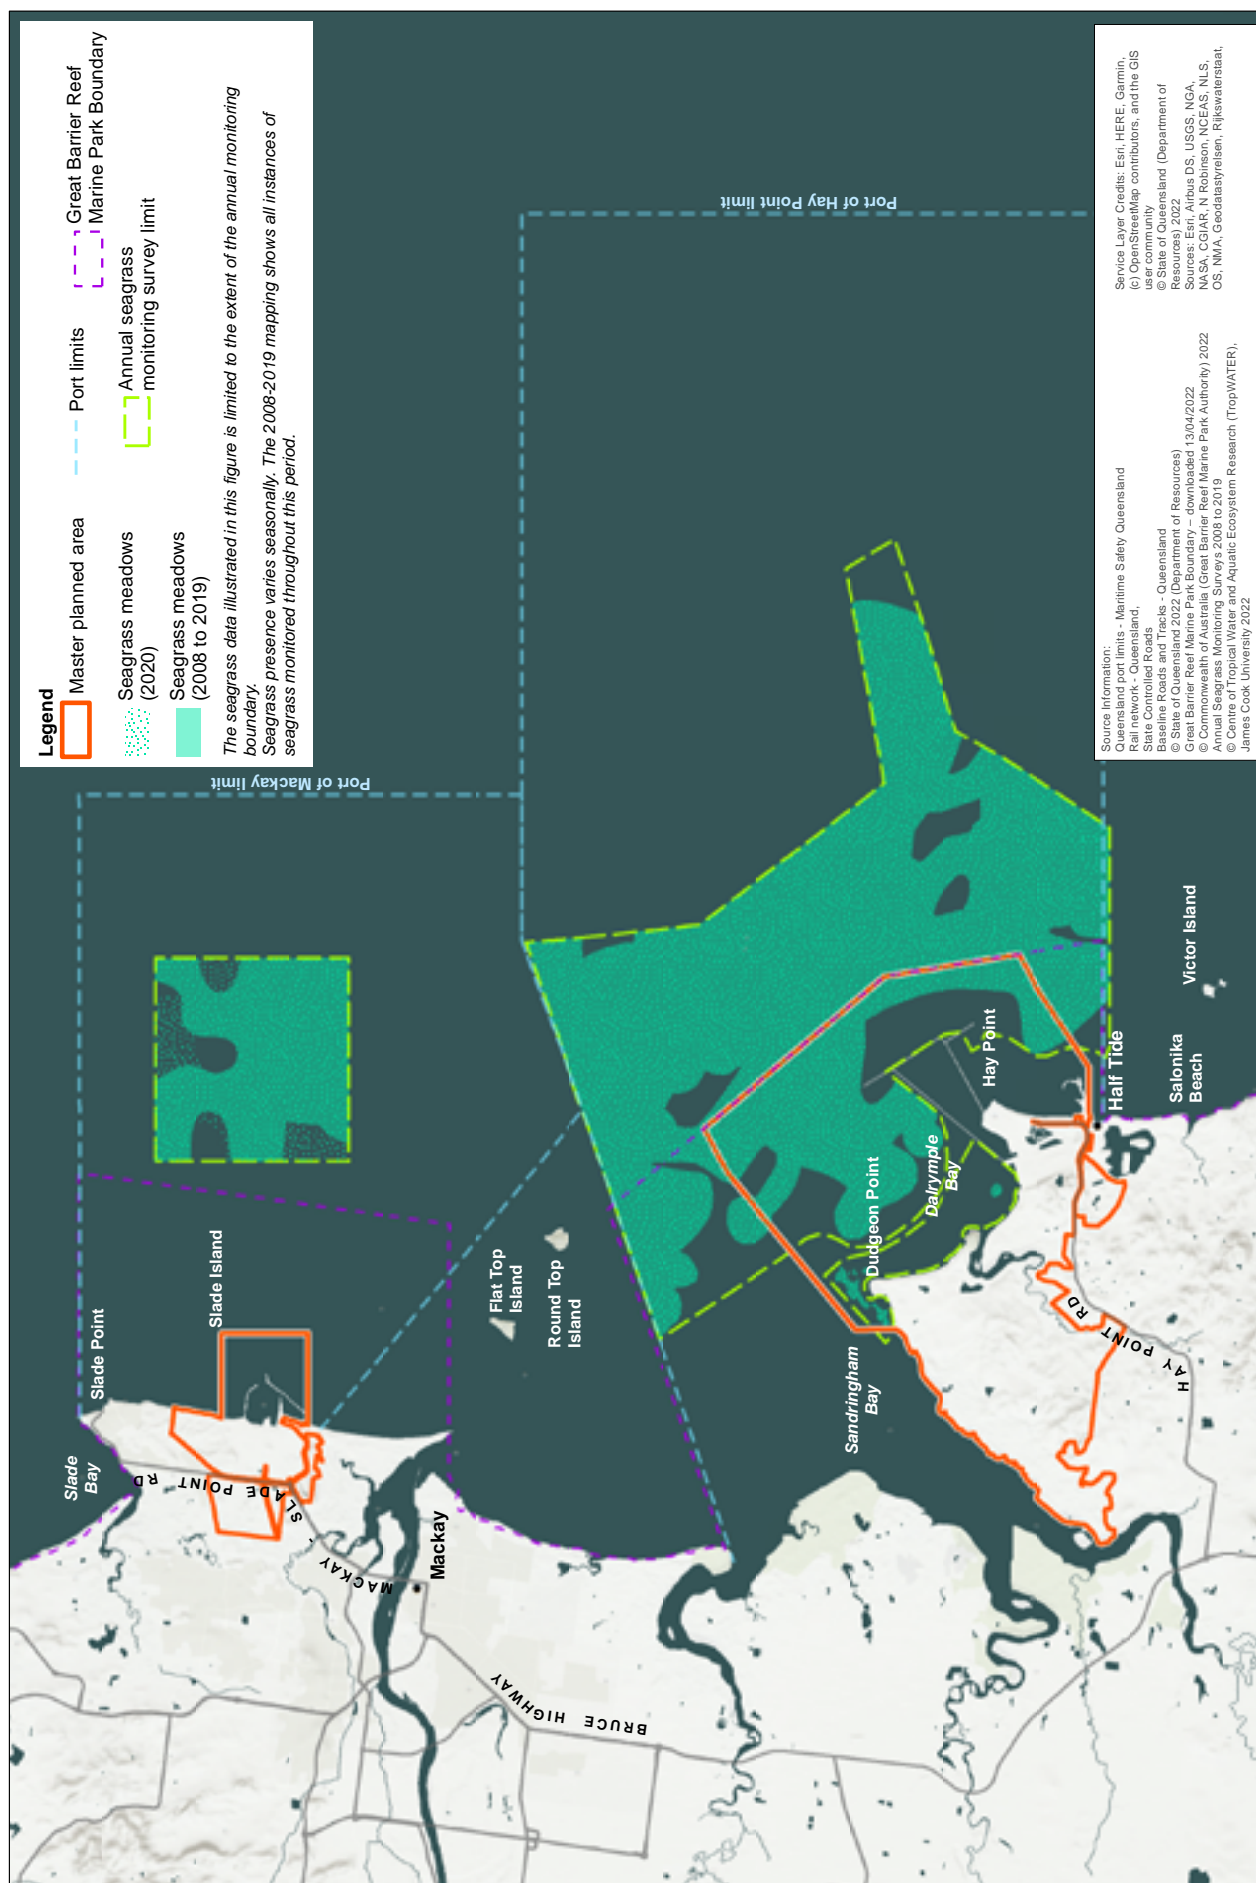 Legend
Master planned area
Port limits
Great Barrier Reef
Marine Park Boundary
Seagrass meadows
(2020)
Annual seagrass
monitoring survey limit
Seagrass meadows
(2008 to 2019)
The seagrass data illustrated in this figure is limited to the extent of the annual monitoring
boundary.
Seagrass presence varies seasonally. The 2008-2019 mapping shows all instances of
seagrass monitored throughout this period.
Port of Mackay limit
Port of Hay Point limit
Slade
Bay
Slade Point
Slade Island
SLADE POINT RD
MACKAY - SLADE POINT RD
Mackay
BRUCE HIGHWAY
Flat Top
Island
Round Top
Island
Sandringham
Bay
Dudgeon Point
Dalrymple
Bay
Hay Point
HAY POINT RD
Half Tide
Salonika
Beach
Victor Island
Source Information:
Queensland port limits - Maritime Safety Queensland
Rail network - Queensland,
State Controlled Roads
Baseline Roads and Tracks - Queensland
© State of Queensland 2022 (Department of Resources)
Great Barrier Reef Marine Park Boundary – downloaded 13/04/2022
© Commonwealth of Australia (Great Barrier Reef Marine Park Authority) 2022
Annual Seagrass Monitoring Surveys 2008 to 2019
© Centre of Tropical Water and Aquatic Ecosystem Research (TropWATER),
James Cook University 2022
Service Layer Credits: Esri, HERE, Garmin,
(c) OpenStreetMap contributors, and the GIS
user community
© State of Queensland (Department of
Resources) 2022
Sources: Esri, Airbus DS, USGS, NGA,
NASA, CGIAR, N Robinson, NCEAS, NLS,
OS, NMA, Geodatastyrelsen, Rijkswaterstaat,